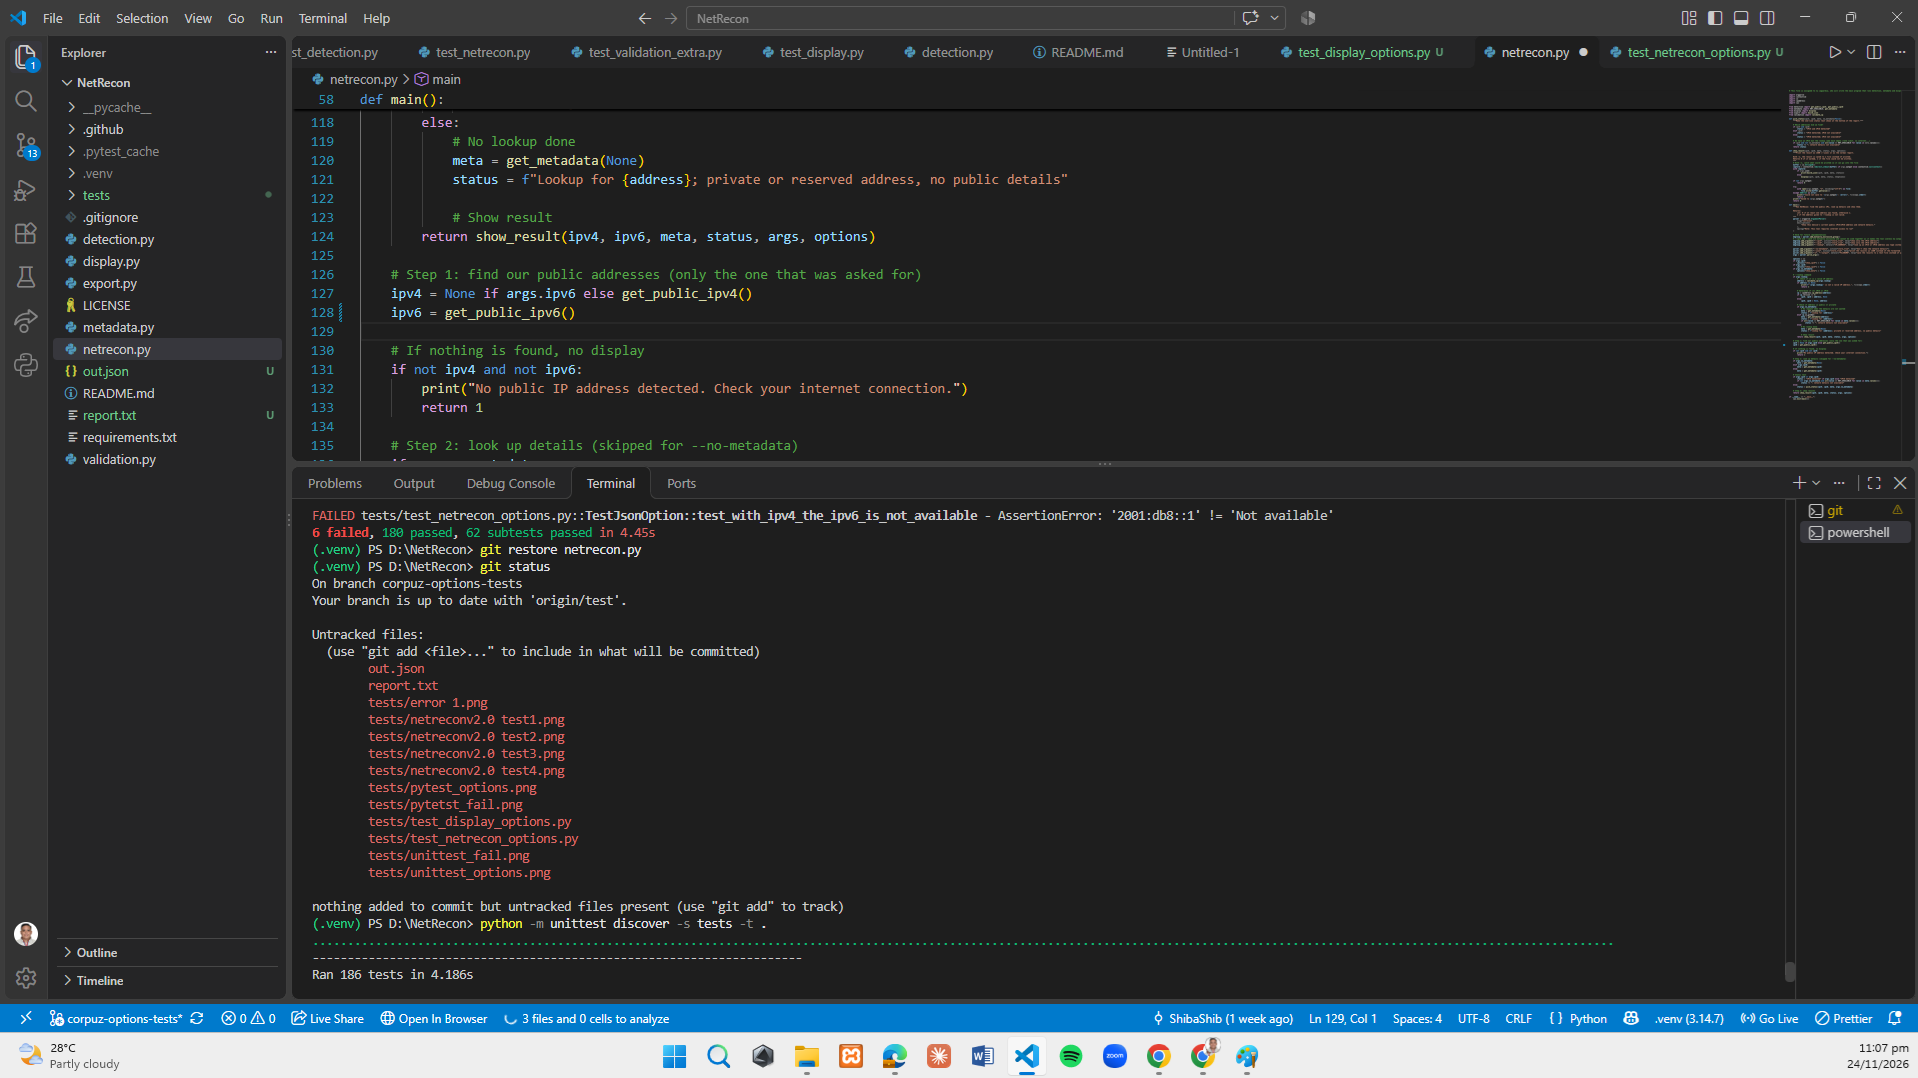 File Edit Selection View Go Run Terminal Help
NetRecon
Explorer
st_detection.py test_netrecon.py test_validation_extra.py test_display.py detection.py README.md Untitled-1 test_display_options.py U netrecon.py test_netrecon_options.py U
netrecon.py > main
NetRecon
__pycache__
.github
.pytest_cache
.venv
tests
.gitignore
detection.py
display.py
export.py
LICENSE
metadata.py
netrecon.py
out.json U
README.md
report.txt U
requirements.txt
validation.py
Outline
Timeline
1
13
58 def main():
118 else:
119 # No lookup done
120 meta = get_metadata(None)
121 status = f"Lookup for {address}; private or reserved address, no public details"
122
123 # Show result
124 return show_result(ipv4, ipv6, meta, status, args, options)
125
126 # Step 1: find our public addresses (only the one that was asked for)
127 ipv4 = None if args.ipv6 else get_public_ipv4()
128 ipv6 = get_public_ipv6()
129
130 # If nothing is found, no display
131 if not ipv4 and not ipv6:
132 print("No public IP address detected. Check your internet connection.")
133 return 1
134
135 # Step 2: look up details (skipped for --no-metadata)
Problems Output Debug Console Terminal Ports
FAILED tests/test_netrecon_options.py::TestJsonOption::test_with_ipv4_the_ipv6_is_not_available - AssertionError: '2001:db8::1' != 'Not available'
6 failed, 180 passed, 62 subtests passed in 4.45s
(.venv) PS D:\NetRecon> git restore netrecon.py
(.venv) PS D:\NetRecon> git status
On branch corpuz-options-tests
Your branch is up to date with 'origin/test'.
Untracked files:
(use "git add <file>..." to include in what will be committed)
out.json
report.txt
tests/error 1.png
tests/netreconv2.0 test1.png
tests/netreconv2.0 test2.png
tests/netreconv2.0 test3.png
tests/netreconv2.0 test4.png
tests/pytest_options.png
tests/pytetst_fail.png
tests/test_display_options.py
tests/test_netrecon_options.py
tests/unittest_fail.png
tests/unittest_options.png
nothing added to commit but untracked files present (use "git add" to track)
(.venv) PS D:\NetRecon> python -m unittest discover -s tests -t .
----------------------------------------------------------------------
Ran 186 tests in 4.186s
git
powershell
corpuz-options-tests* 0 0 Live Share Open In Browser 3 files and 0 cells to analyze ShibaShib (1 week ago) Ln 129, Col 1 Spaces: 4 UTF-8 CRLF { } Python .venv (3.14.7) Go Live Prettier
28°C
Partly cloudy
zoom
11:07 pm
24/11/2026